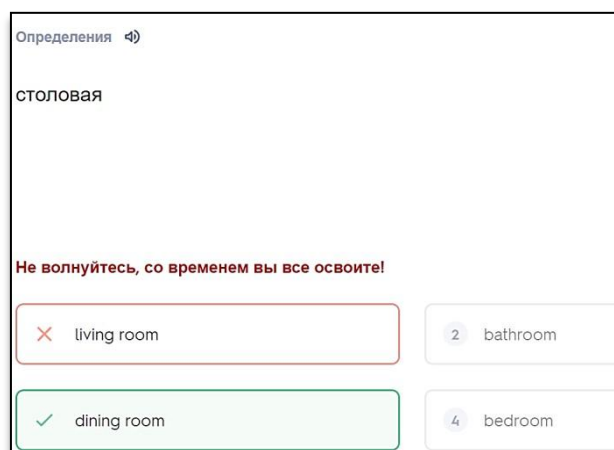 Определения
столовая
Не волнуйтесь, со временем вы все освоите!
living room
2 bathroom
dining room
4 bedroom